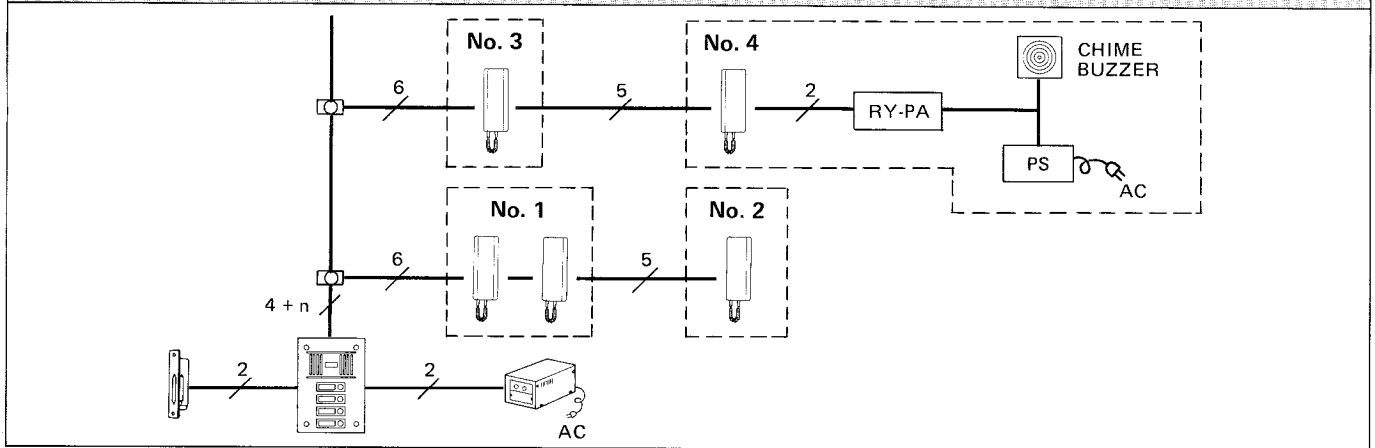 No. 3
No. 4
CHIME
BUZZER
6
5
2
RY-PA
PS
AC
No. 1
No. 2
6
5
4 + n
2
2
AC